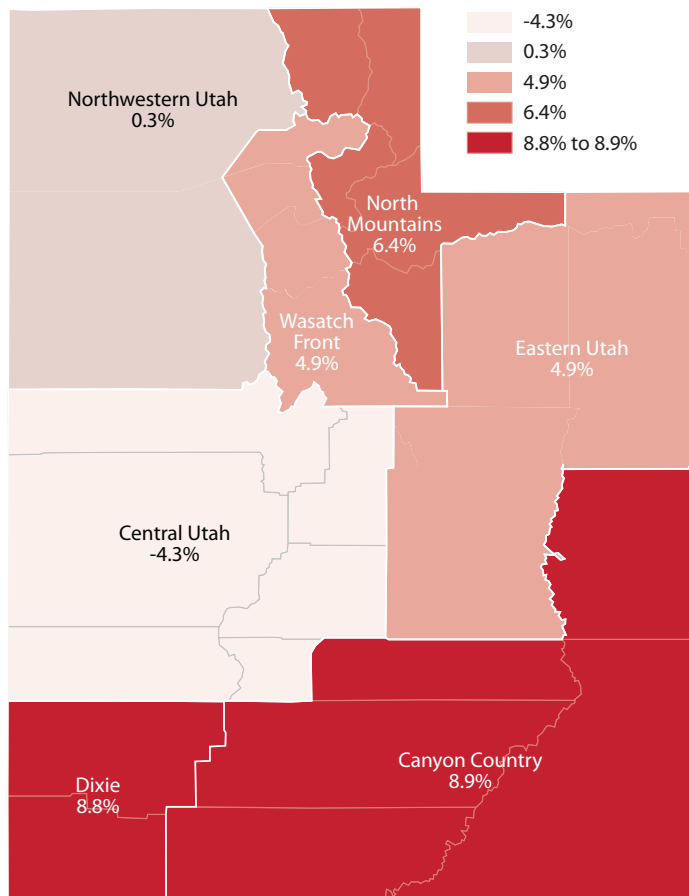 -4.3%
0.3%
4.9%
6.4%
8.8% to 8.9%
Northwestern Utah
0.3%
North
Mountains
6.4%
Wasatch
Front
4.9%
Eastern Utah
4.9%
Central Utah
-4.3%
Canyon Country
8.9%
Dixie
8.8%